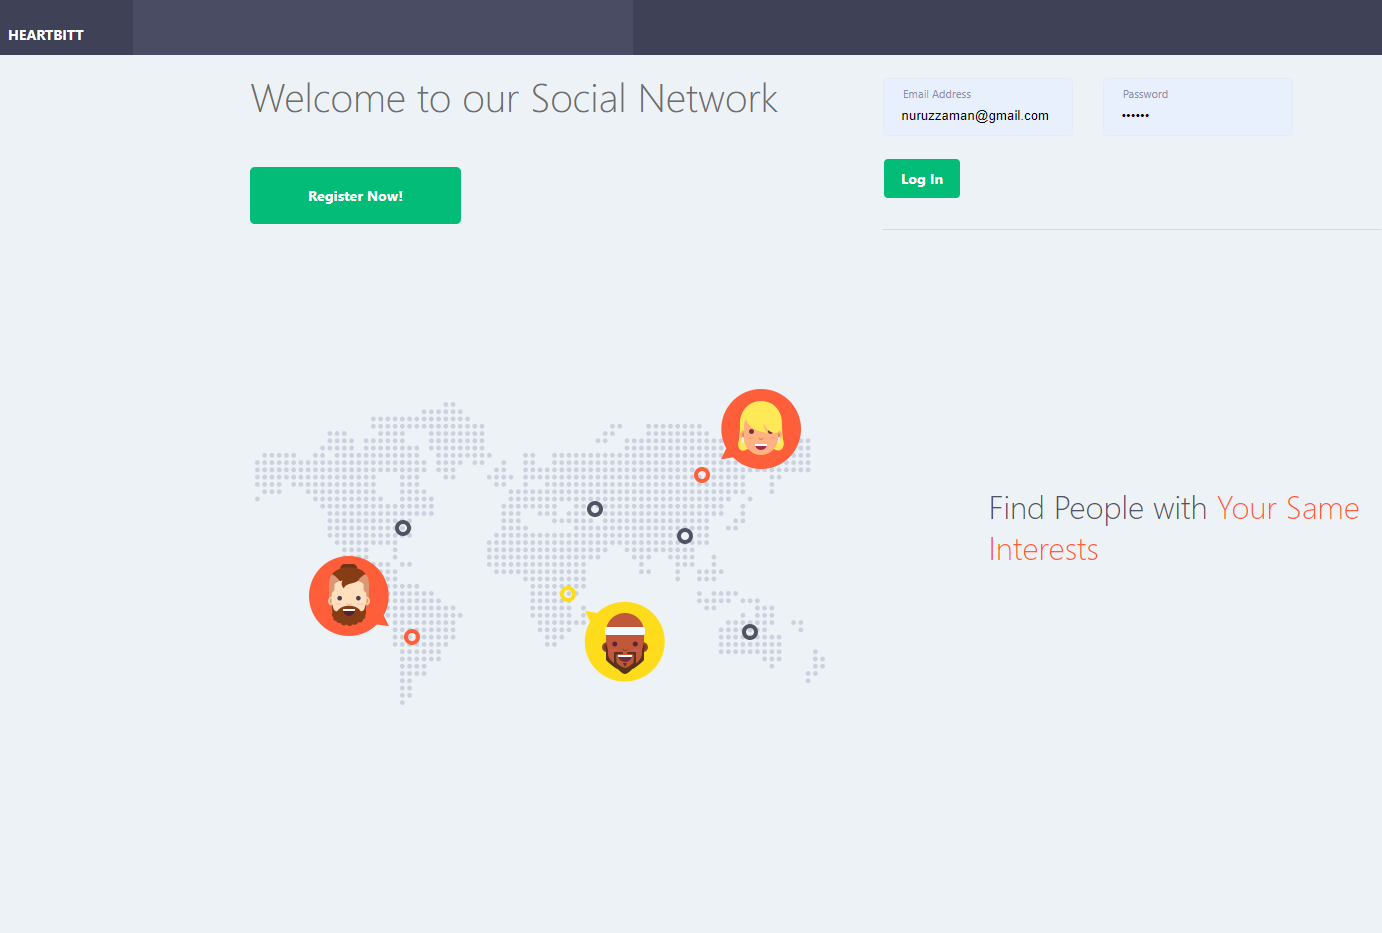 HEARTBITT
Welcome to our Social Network
Email Address
nuruzzaman@gmail.com
Password
••••••
Register Now!
Log In
Find People with Your Same
Interests